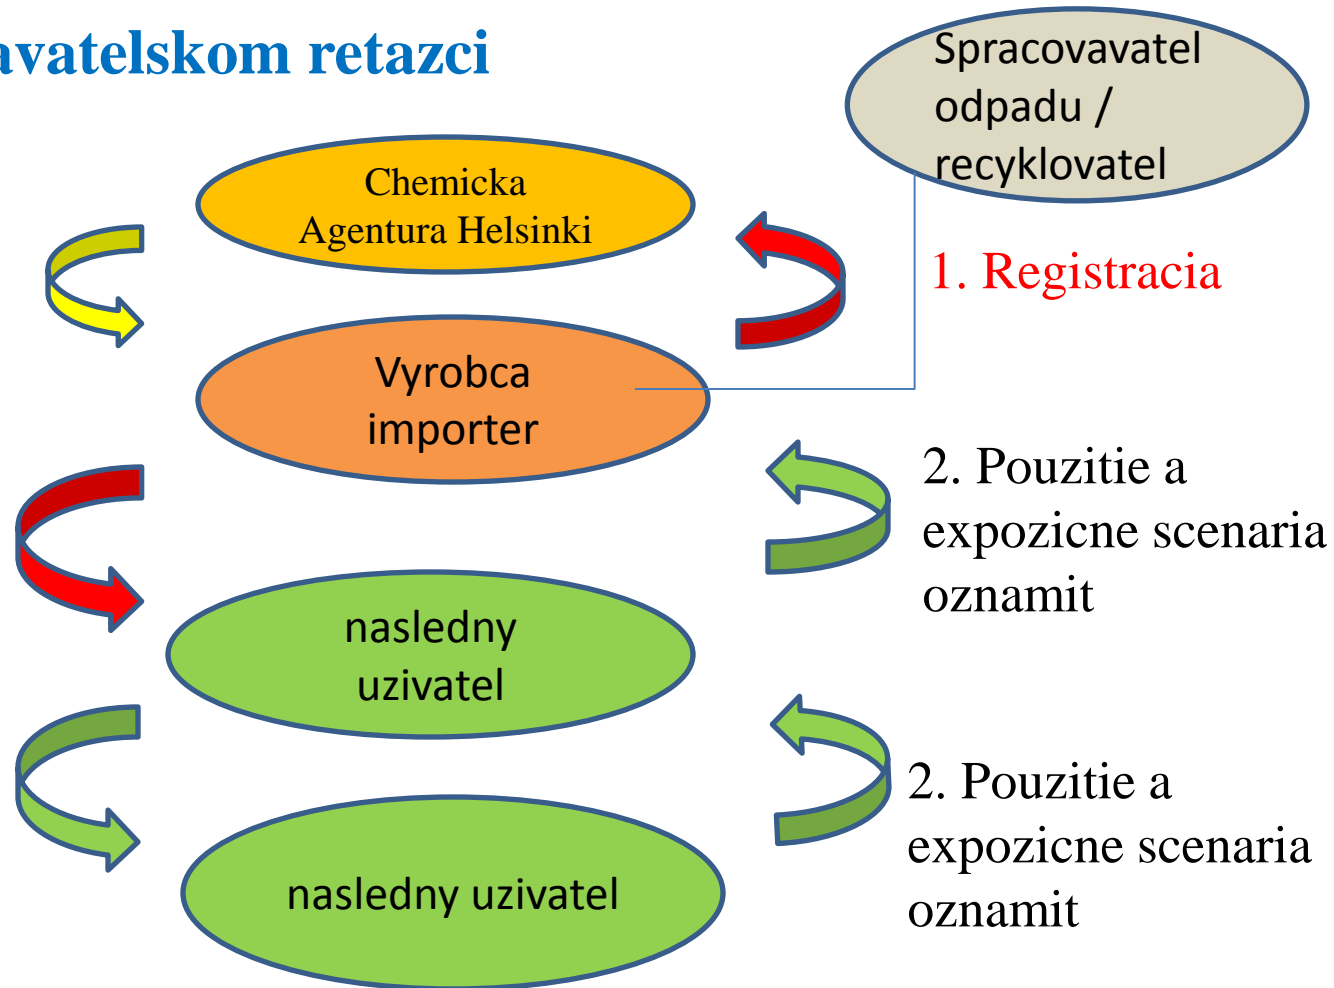 avatelskom retazci
Spracovavatel
odpadu /
recyklovatel
Chemicka
Agentura Helsinki
1. Registracia
Vyrobca
importer
2. Pouzitie a
expozicne scenaria
oznamit
nasledny
uzivatel
2. Pouzitie a
expozicne scenaria
oznamit
nasledny uzivatel